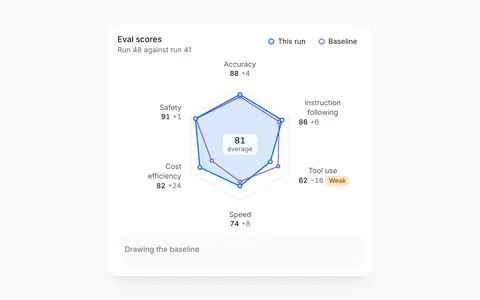 Eval scores
Run 48 against run 41
This run
Baseline
Accuracy
88 +4
Safety
91 +1
Instruction
following
86 +6
81
average
Cost
efficiency
82 +24
Tool use
62 −16 Weak
Speed
74 +8
Drawing the baseline